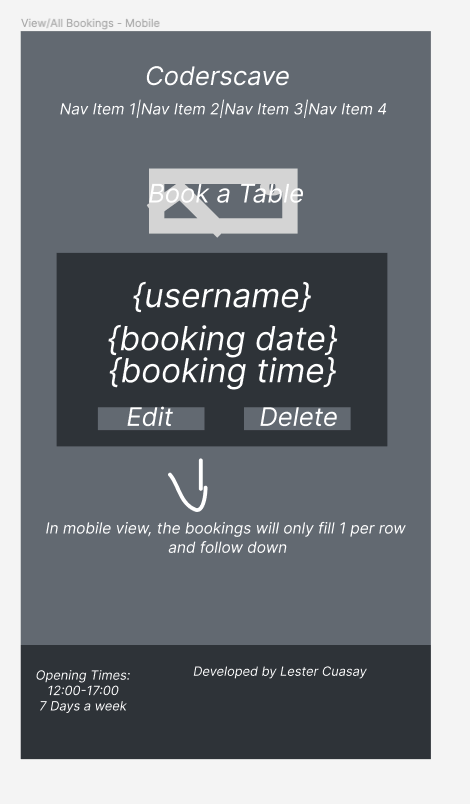 View/All Bookings - Mobile
Coderscave
Nav Item 1|Nav Item 2|Nav Item 3|Nav Item 4
Book a Table
{username}
{booking date}
{booking time}
Edit
Delete
In mobile view, the bookings will only fill 1 per row
and follow down
Opening Times:
12:00-17:00
7 Days a week
Developed by Lester Cuasay